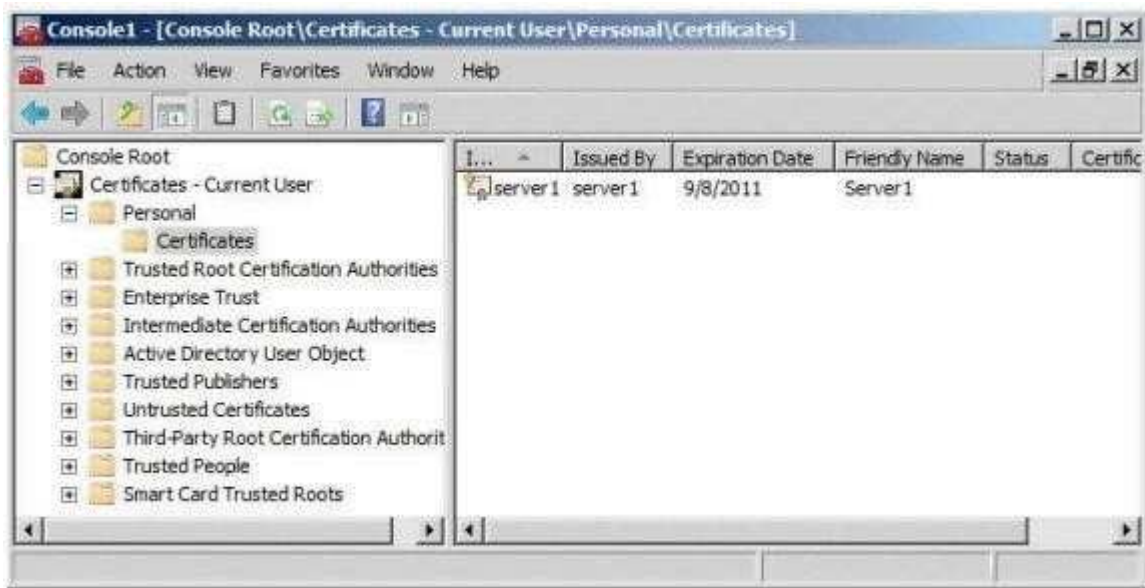 Console1 - [Console Root\Certificates - Current User\Personal\Certificates]
File Action View Favorites Window Help
Console Root
Certificates - Current User
Personal
Certificates
Trusted Root Certification Authorities
Enterprise Trust
Intermediate Certification Authorities
Active Directory User Object
Trusted Publishers
Untrusted Certificates
Third-Party Root Certification Authorit
Trusted People
Smart Card Trusted Roots
I... Issued By Expiration Date Friendly Name Status Certific
server1 server1 9/8/2011 Server1